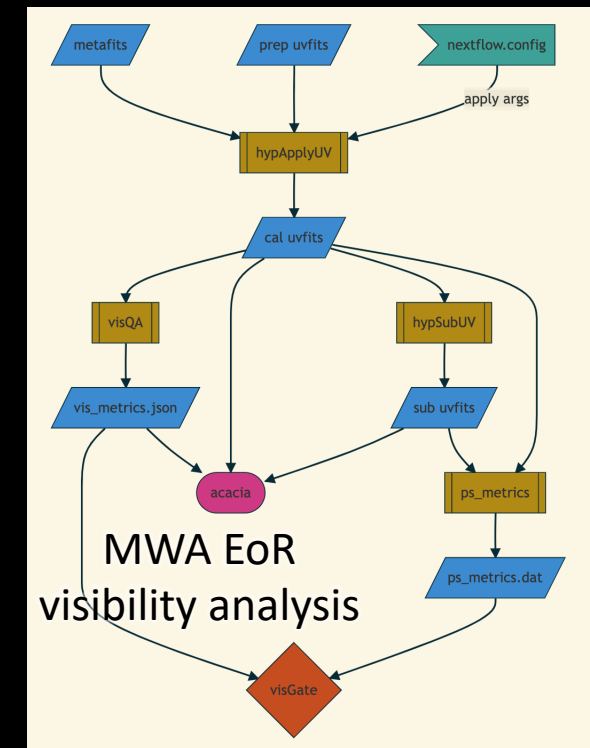 metafits
prep uvfits
nextflow.config
apply args
hypApplyUV
cal uvfits
visQA
hypSubUV
vis_metrics.json
sub uvfits
acacia
ps_metrics
MWA EoR
visibility analysis
ps_metrics.dat
visGate